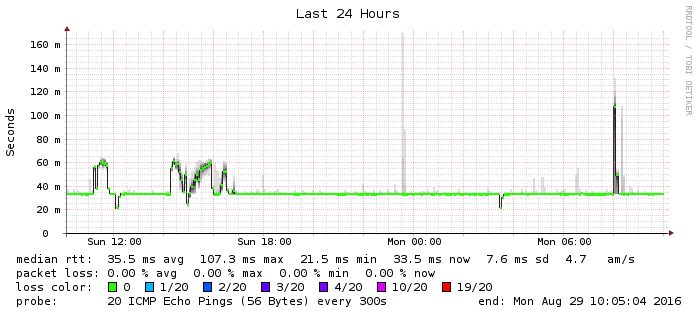 Last 24 Hours
RRDTOOL / TOBI OETIKER
Seconds
160 m
140 m
120 m
100 m
80 m
60 m
40 m
20 m
0
Sun 12:00 Sun 18:00 Mon 00:00 Mon 06:00
median rtt: 35.5 ms avg 107.3 ms max 21.5 ms min 33.5 ms now 7.6 ms sd 4.7 am/s
packet loss: 0.00 % avg 0.00 % max 0.00 % min 0.00 % now
loss color: 0 1/20 2/20 3/20 4/20 10/20 19/20
probe: 20 ICMP Echo Pings (56 Bytes) every 300s end: Mon Aug 29 10:05:04 2016